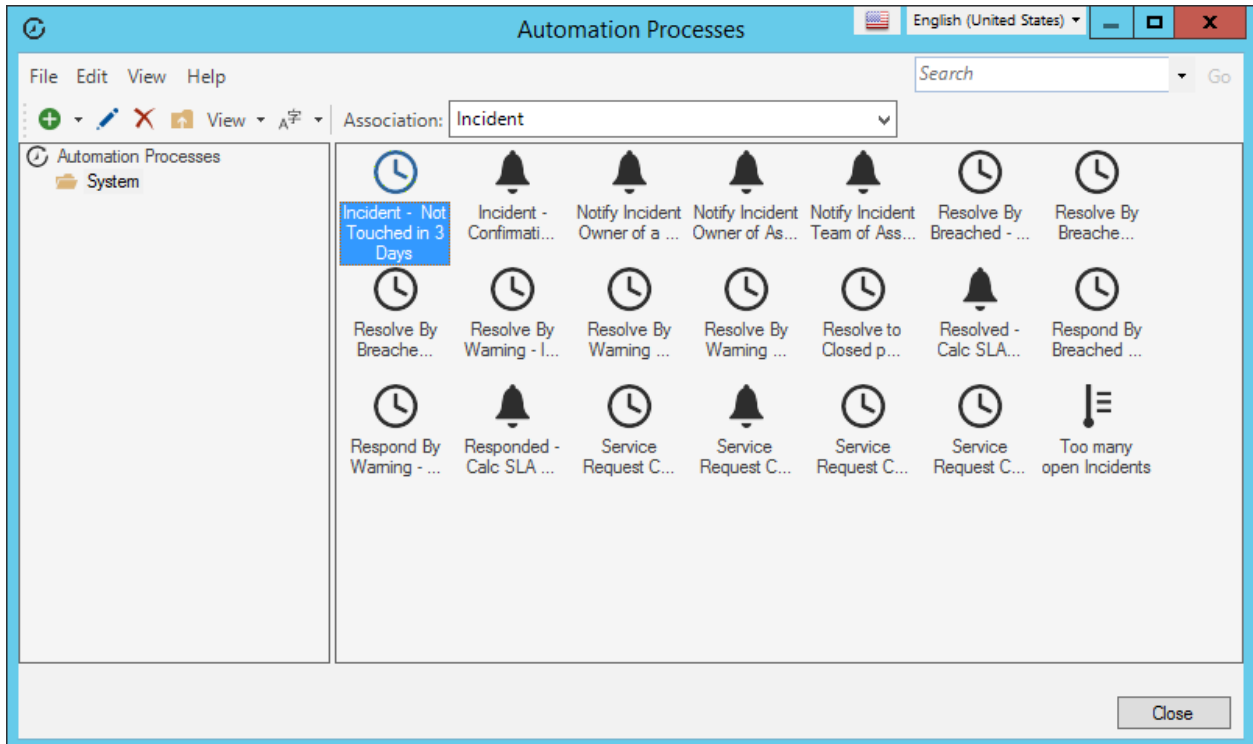 Automation Processes
English (United States)
File Edit View Help
Search
Go
View
A字
Association: Incident
Automation Processes
System
Incident - Not
Touched in 3
Days
Incident -
Confirmati...
Notify Incident
Owner of a ...
Notify Incident
Owner of As...
Notify Incident
Team of Ass...
Resolve By
Breached - ...
Resolve By
Breache...
Resolve By
Breache...
Resolve By
Warning - I...
Resolve By
Warning ...
Resolve By
Warning ...
Resolve to
Closed p...
Resolved -
Calc SLA...
Respond By
Breached ...
Respond By
Warning - ...
Responded -
Calc SLA ...
Service
Request C...
Service
Request C...
Service
Request C...
Service
Request C...
Too many
open Incidents
Close